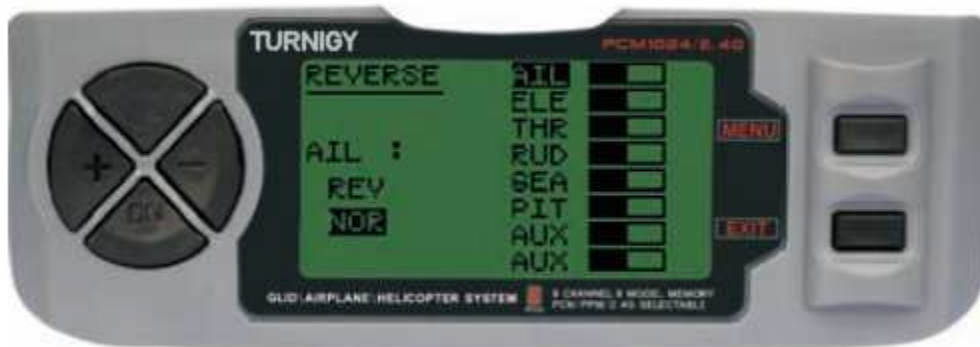 TURNIGY
PCM1024/2.4G
REVERSE
AIL :
REV
NOR
AIL
ELE
THR
RUD
GEA
PIT
AUX
AUX
+
−
MENU
EXIT
GLID\AIRPLANE\HELICOPTER SYSTEM
9 CHANNEL 8 MODEL MEMORY
PCM/PPM/2.4G SELECTABLE